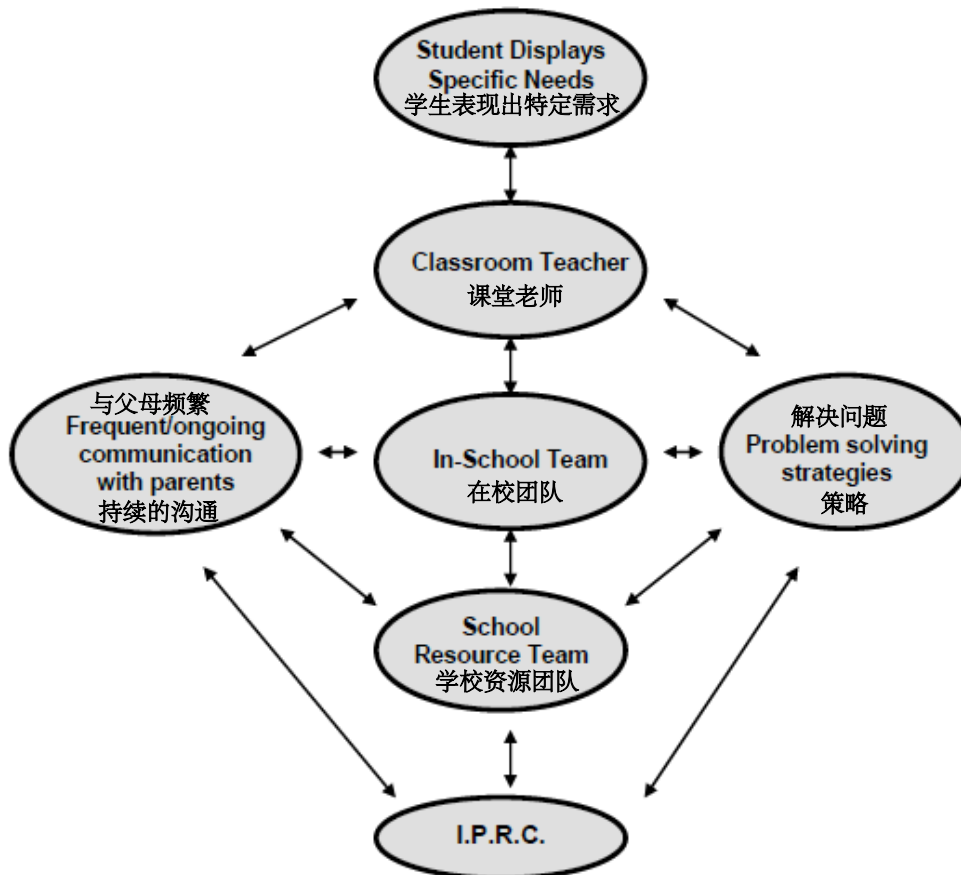 Student Displays
Specific Needs
学生表现出特定需求
Classroom Teacher
课堂老师
与父母频繁
Frequent/ongoing
communication
with parents
持续的沟通
In-School Team
在校团队
解决问题
Problem solving
strategies
策略
School
Resource Team
学校资源团队
I.P.R.C.